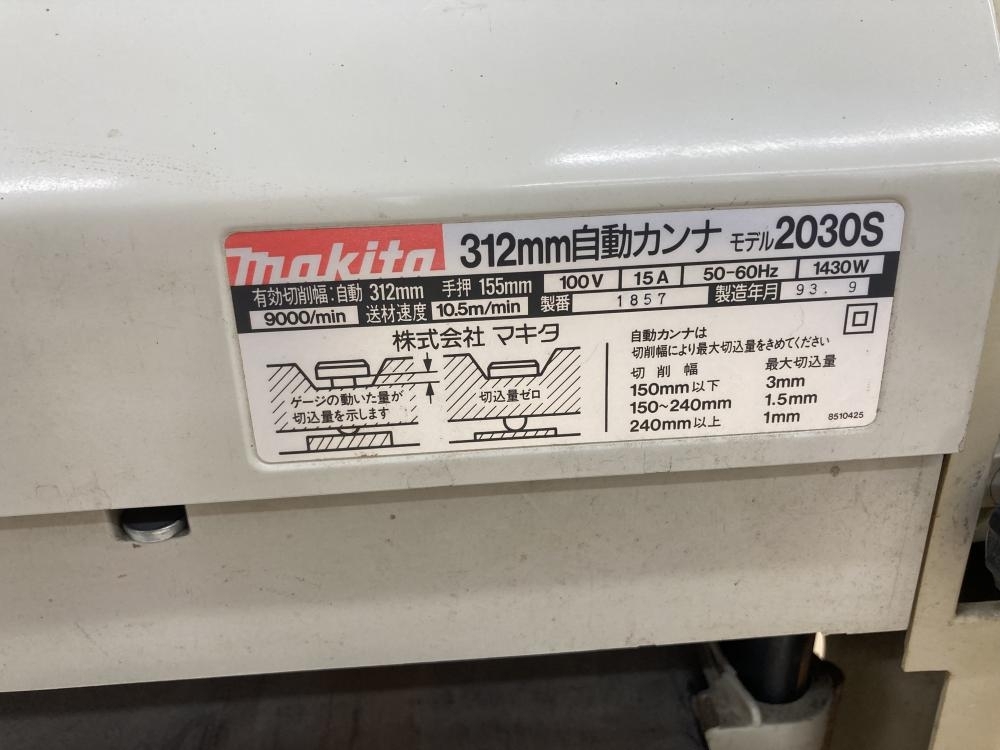 makita 312mm自動カンナ モデル2030S
有効切削幅:自動 312mm 手押 155mm 100V 15A 50-60Hz 1430W
9000/min 送材速度 10.5m/min 製番 1857 製造年月 93. 9
株式会社 マキタ
ゲージの動いた量が
切込量を示します
切込量ゼロ
自動カンナは
切削幅により最大切込量をきめてください
切削幅 最大切込量
150mm以下 3mm
150~240mm 1.5mm
240mm以上 1mm
8510425